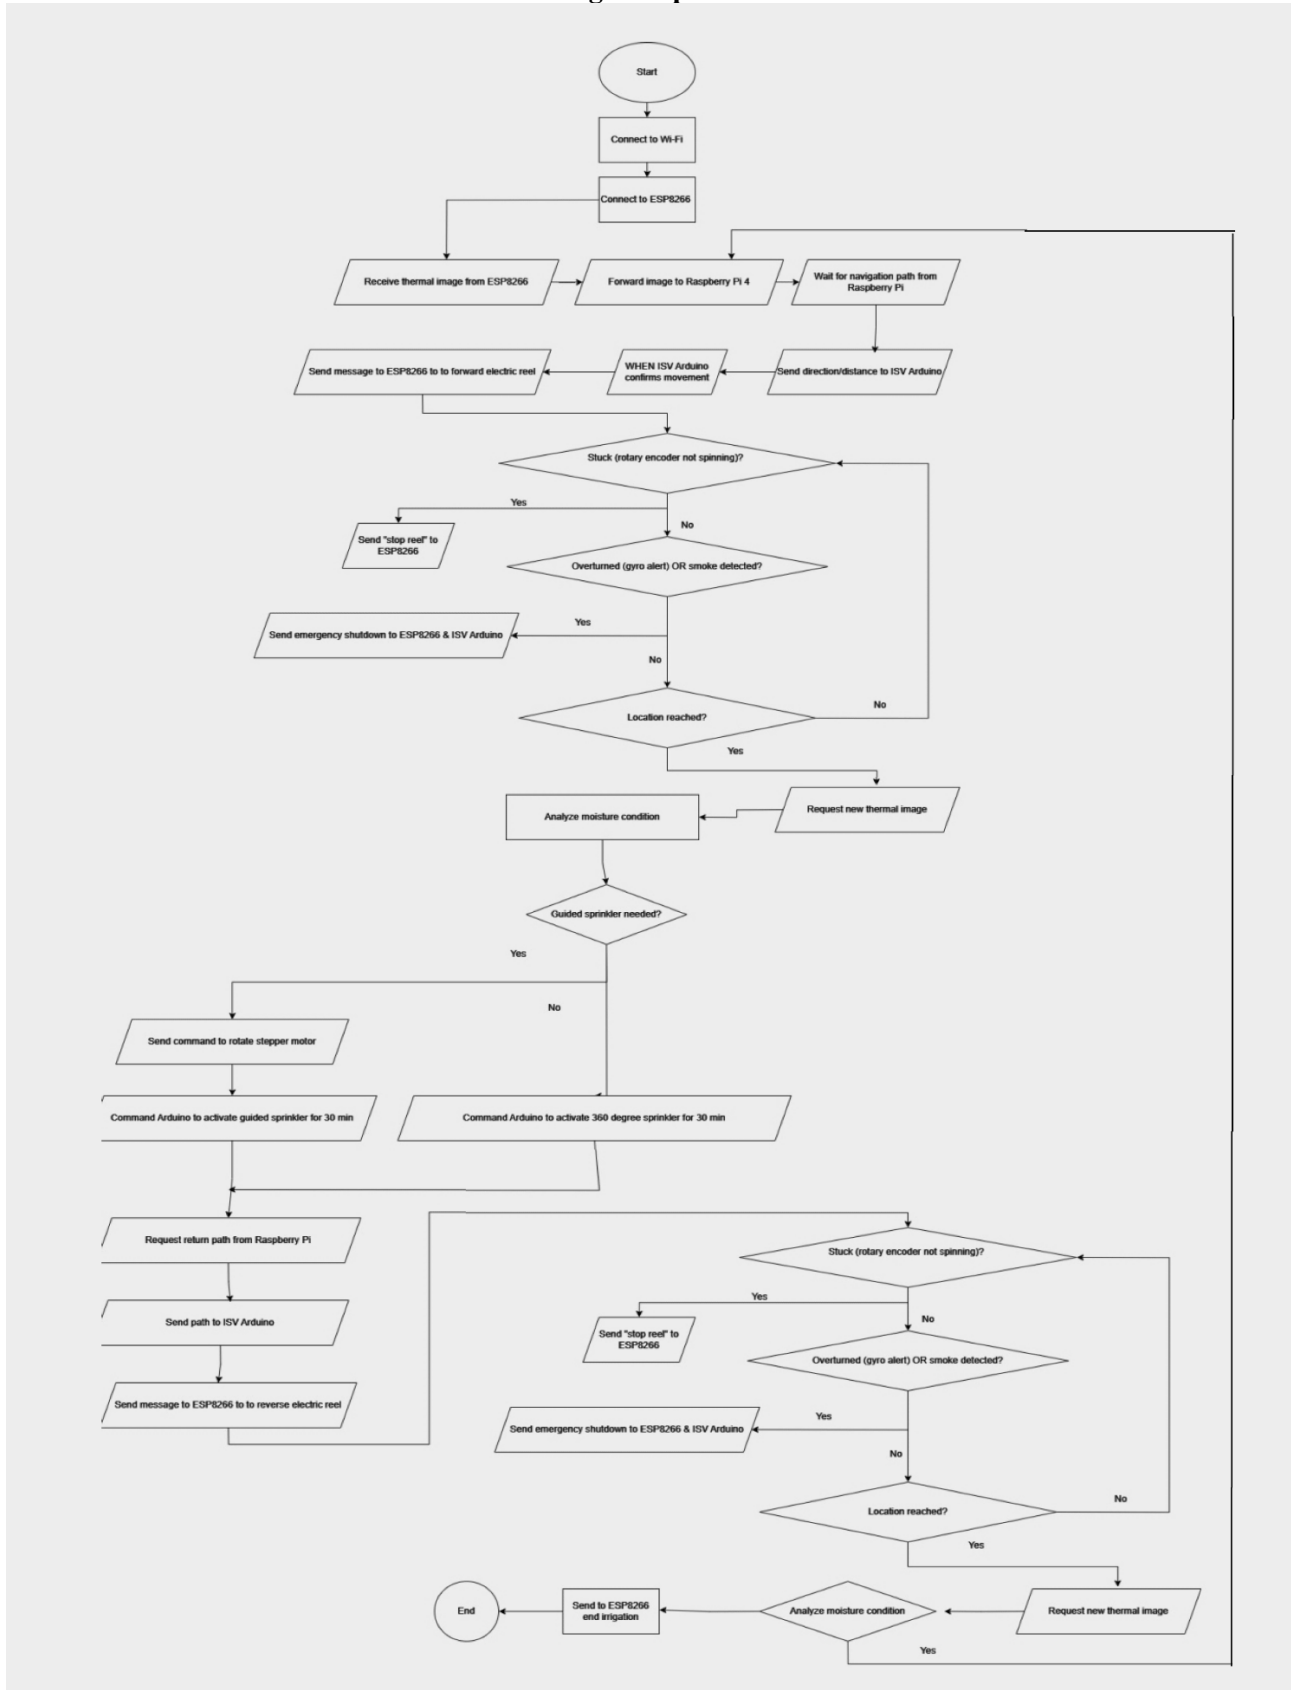 Start
Connect to Wi-Fi
Connect to ESP8266
Receive thermal image from ESP8266
Forward image to Raspberry Pi 4
Wait for navigation path from
Raspberry Pi
Send message to ESP8266 to to forward electric reel
WHEN ISV Arduino
confirms movement
Send direction/distance to ISV Arduino
Stuck (rotary encoder not spinning)?
Yes
No
Send "stop reel" to
ESP8266
Overturned (gyro alert) OR smoke detected?
Yes
Send emergency shutdown to ESP8266 & ISV Arduino
No
Location reached?
No
Yes
Request new thermal image
Analyze moisture condition
Guided sprinkler needed?
Yes
No
Send command to rotate stepper motor
Command Arduino to activate guided sprinkler for 30 min
Command Arduino to activate 360 degree sprinkler for 30 min
Request return path from Raspberry Pi
Send path to ISV Arduino
Send message to ESP8266 to to reverse electric reel
Stuck (rotary encoder not spinning)?
Yes
No
Send "stop reel" to
ESP8266
Overturned (gyro alert) OR smoke detected?
Yes
Send emergency shutdown to ESP8266 & ISV Arduino
No
Location reached?
No
Yes
End
Send to ESP8266
end irrigation
Analyze moisture condition
Request new thermal image
Yes